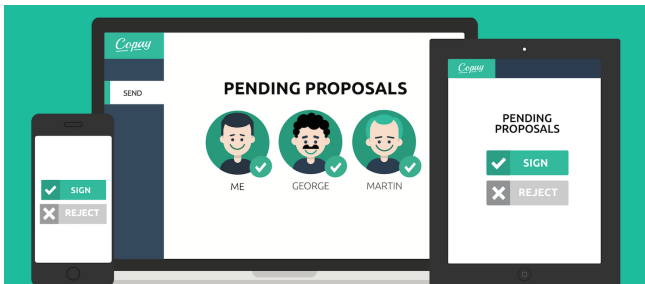 Copay
SEND
PENDING PROPOSALS
ME
GEORGE
MARTIN
SIGN
REJECT
Copay
PENDING
PROPOSALS
SIGN
REJECT